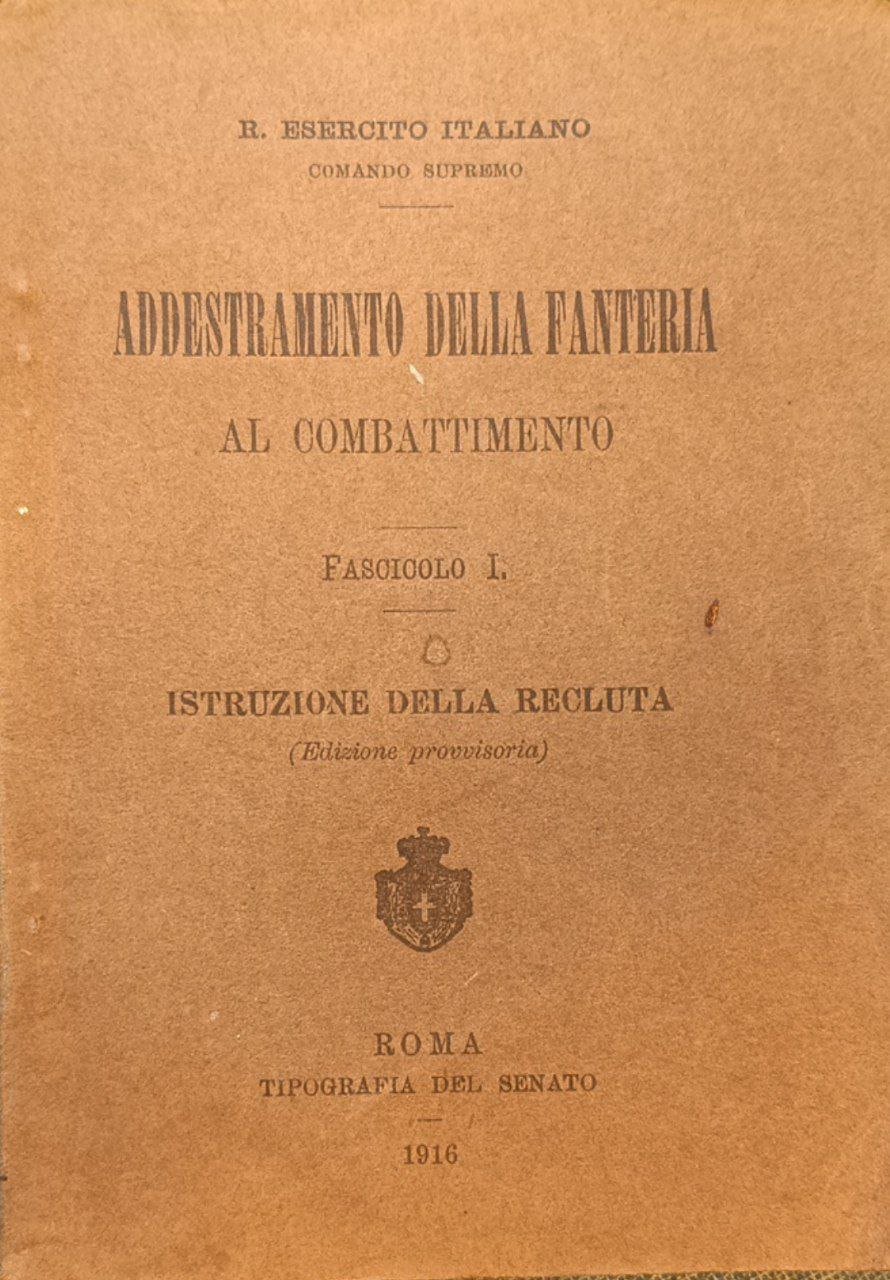 R. ESERCITO ITALIANO
COMANDO SUPREMO
ADDESTRAMENTO DELLA FANTERIA
AL COMBATTIMENTO
FASCICOLO I.
ISTRUZIONE DELLA RECLUTA
(Edizione provvisoria)
ROMA
TIPOGRAFIA DEL SENATO
1916